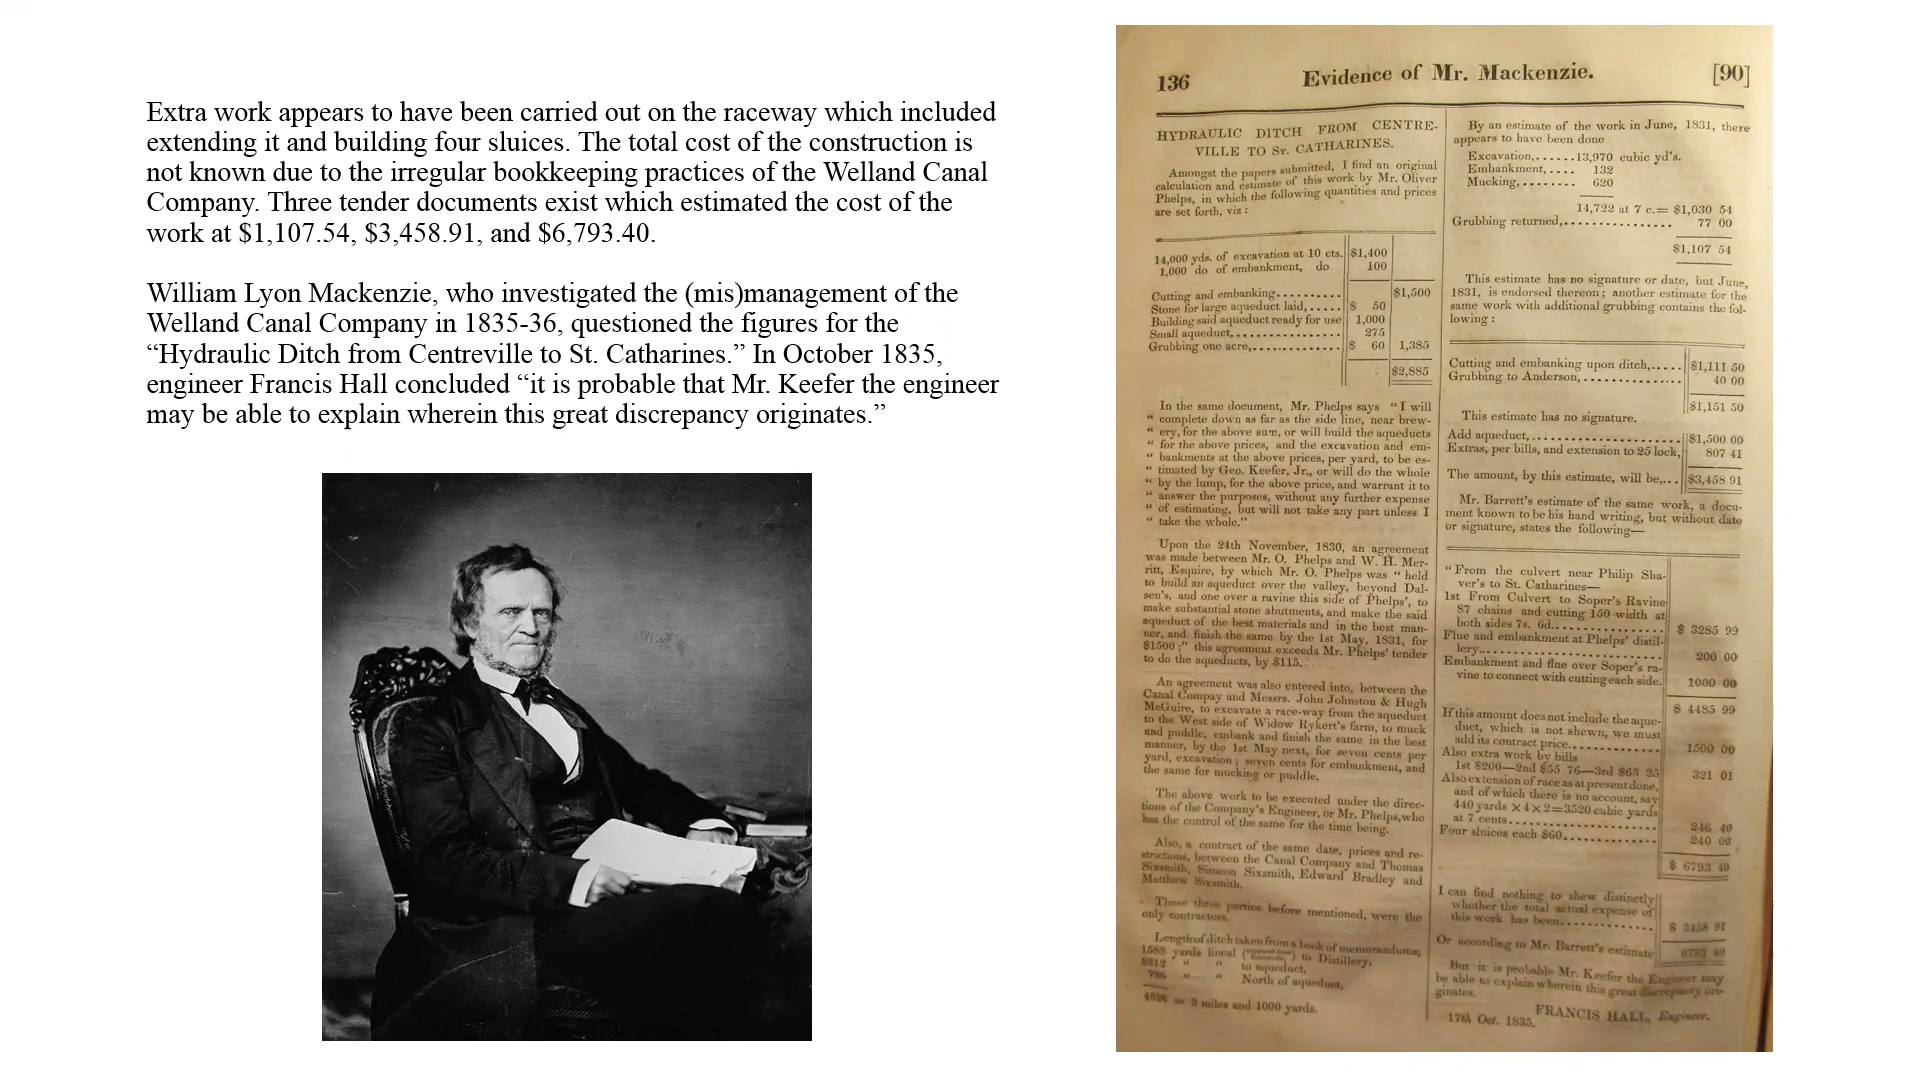 Extra work appears to have been carried out on the raceway which included
extending it and building four sluices. The total cost of the construction is
not known due to the irregular bookkeeping practices of the Welland Canal
Company. Three tender documents exist which estimated the cost of the
work at $1,107.54, $3,458.91, and $6,793.40.
William Lyon Mackenzie, who investigated the (mis)management of the
Welland Canal Company in 1835-36, questioned the figures for the
“Hydraulic Ditch from Centreville to St. Catharines.” In October 1835,
engineer Francis Hall concluded “it is probable that Mr. Keefer the engineer
may be able to explain wherein this great discrepancy originates.”
136 Evidence of Mr. Mackenzie. [90]
HYDRAULIC DITCH FROM CENTRE-
VILLE TO ST. CATHARINES.
Amongst the papers submitted, I find an original
calculation and estimate of this work by Mr. Oliver
Phelps, in which the following quantities and prices
are set forth, viz:
14,000 yds. of excavation at 10 cts. $1,400
1,000 do of embankment, do 100
Cutting and embanking.......... $1,500
Stone for large aqueduct laid,..... $ 50
Building said aqueduct ready for use 1,000
Small aqueduct,................ 275
Grubbing one acre,............. $ 60 1,385
$2,885
In the same document, Mr. Phelps says “I will
“ complete down as far as the side line, near brew-
“ ery, for the above sum, or will build the aqueducts
“ for the above prices, and the excavation and em-
“ bankments at the above prices, per yard, to be es-
“ timated by Geo. Keefer, Jr., or will do the whole
“ by the lump, for the above price, and warrant it to
“ answer the purposes, without any further expense
“ of estimating, but will not take any part unless I
“ take the whole.”
Upon the 24th November, 1830, an agreement
was made between Mr. O. Phelps and W. H. Mer-
ritt, Esquire, by which Mr. O. Phelps was “ held
to build an aqueduct over the valley, beyond Dal-
sen's, and one over a ravine this side of Phelps', to
make substantial stone abutments, and make the said
aqueduct of the best materials and in the best man-
ner, and finish the same by the 1st May, 1831, for
$1500 ;” this agreement exceeds Mr. Phelps' tender
to do the aqueducts, by $115.
An agreement was also entered into, between the
Canal Compay and Messrs. John Johnston & Hugh
McGuire, to excavate a race-way from the aqueduct
to the West side of Widow Rykert's farm, to muck
and puddle, embank and finish the same in the best
manner, by the 1st May next, for seven cents per
yard, excavation ; seven cents for embankment, and
the same for mucking or puddle.
The above work to be executed under the direc-
tions of the Company's Engineer, or Mr. Phelps, who
has the control of the same for the time being.
Also, a contract of the same date, prices and re-
strictions, between the Canal Company and Thomas
Sixsmith, Simeon Sixsmith, Edward Bradley and
Matthew Sixsmith.
These three parties before mentioned, were the
only contractors.
Length of ditch taken from a book of memorandums;
1588 yards lineal to Distillery,
2212 “ “ to aqueduct,
726 “ “ North of aqueduct,
4526 = 2 miles and 1000 yards.
By an estimate of the work in June, 1831, there
appears to have been done
Excavation,......13,970 cubic yd's.
Embankment,.... 132
Mucking,........ 620
14,722 at 7 c.= $1,030 54
Grubbing returned,................ 77 00
$1,107 54
This estimate has no signature or date, but June,
1831, is endorsed thereon; another estimate for the
same work with additional grubbing contains the fol-
lowing :
Cutting and embanking upon ditch,..... $1,111 50
Grubbing to Anderson,............... 40 00
$1,151 50
This estimate has no signature.
Add aqueduct,...................... $1,500 00
Extras, per bills, and extension to 25 lock, 807 41
The amount, by this estimate, will be,... $3,458 91
Mr. Barrett's estimate of the same work, a docu-
ment known to be his hand writing, but without date
or signature, states the following—
“From the culvert near Philip Sha-
ver's to St. Catharines—
1st From Culvert to Soper's Ravine
87 chains and cutting 150 width at
both sides 7s. 6d................ $ 3285 99
Flue and embankment at Phelps' distil-
lery............................ 200 00
Embankment and flue over Soper's ra-
vine to connect with cutting each side. 1000 00
$ 4485 99
If this amount does not include the aque-
duct, which is not shewn, we must
add its contract price.............. 1500 00
Also extra work by bills
1st $200—2nd $55 76—3rd $65 25 321 01
Also extension of race as at present done,
and of which there is no account, say
440 yards × 4 × 2=3520 cubic yards
at 7 cents...................... 246 40
Four sluices each $60.............. 240 00
$ 6793 40
I can find nothing to shew distinctly
whether the total actual expense of
this work has been.............. $ 3458 91
Or according to Mr. Barrett's estimate 6793 40
But it is probable Mr. Keefer the Engineer may
be able to explain wherein this great discrepancy ori-
ginates.
FRANCIS HALL, Engineer.
17th Oct. 1835.